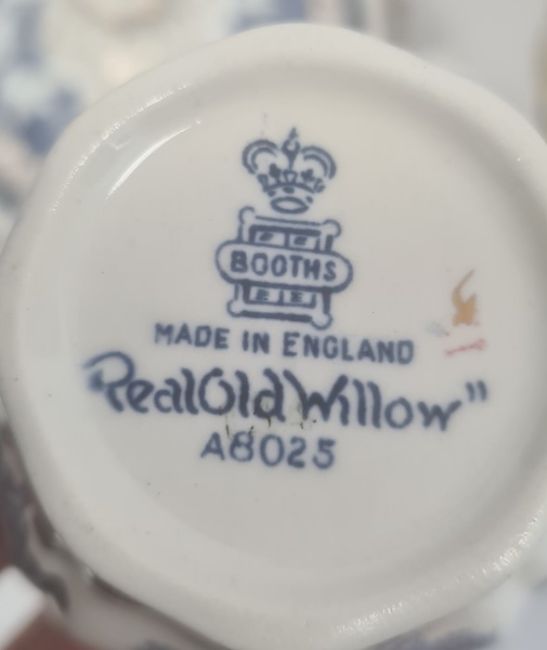 BOOTHS
MADE IN ENGLAND
"Real Old Willow"
A8025